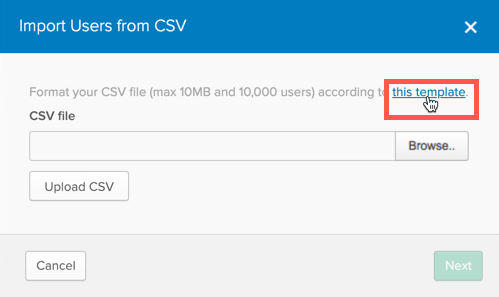 Import Users from CSV
Format your CSV file (max 10MB and 10,000 users) according to this template.
CSV file
Browse..
Upload CSV
Cancel
Next